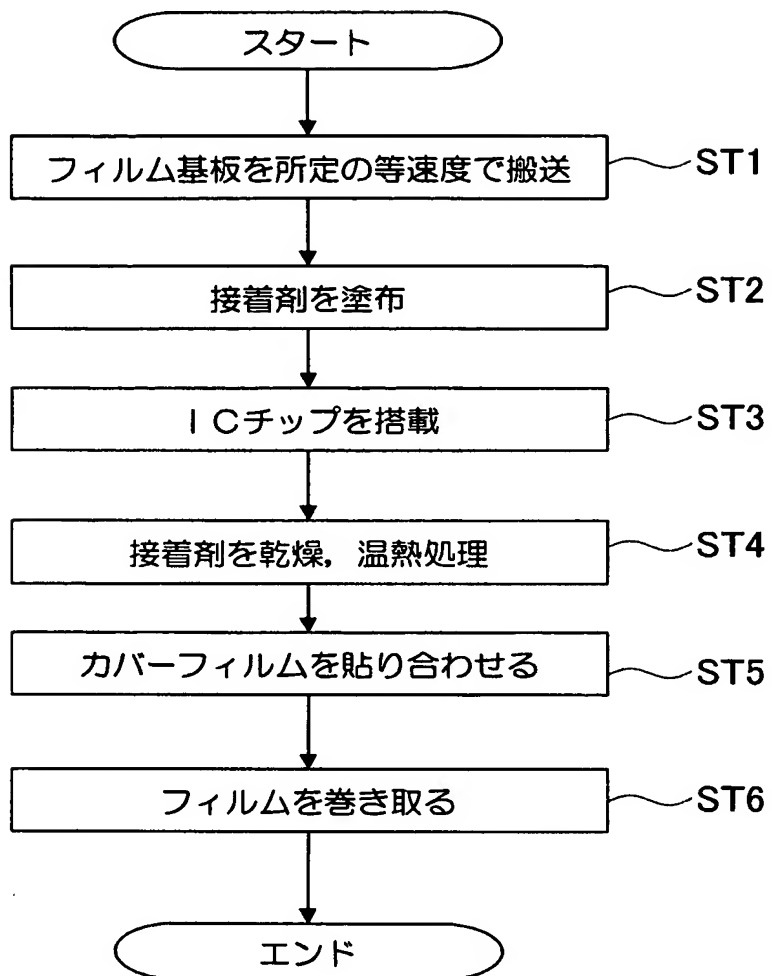 スタート
フィルム基板を所定の等速度で搬送
ST1
接着剤を塗布
ST2
ICチップを搭載
ST3
接着剤を乾燥，温熱処理
ST4
カバーフィルムを貼り合わせる
ST5
フィルムを巻き取る
ST6
エンド